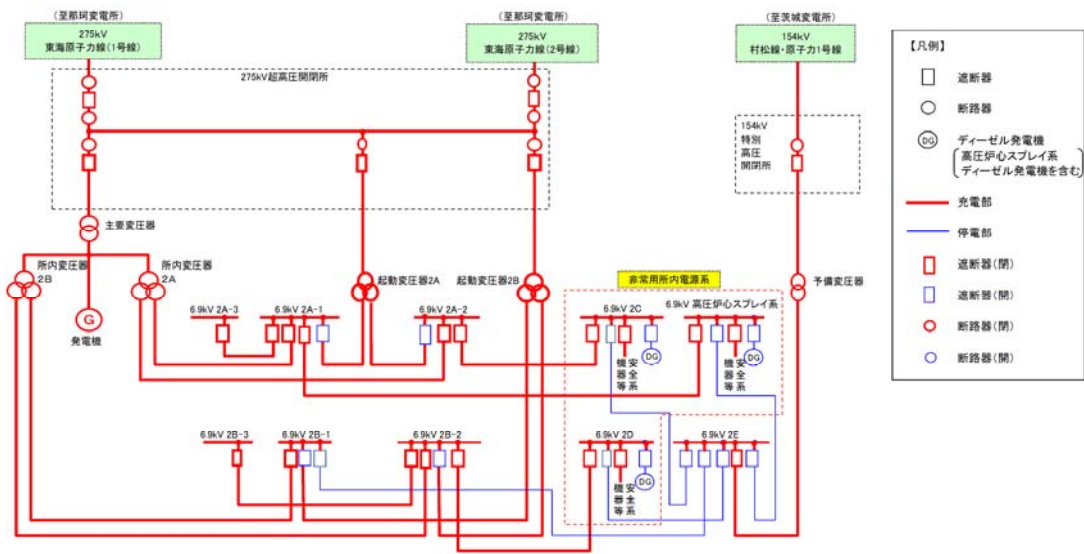 (至那珂変電所)
275kV
東海原子力線(1号線)
(至那珂変電所)
275kV
東海原子力線(2号線)
(至茨城変電所)
154kV
村松線・原子力1号線
275kV超高圧開閉所
154kV
特別
高圧
開閉所
【凡例】
遮断器
断路器
DG
ディーゼル発電機
高圧炉心スプレイ系
ディーゼル発電機を含む
充電部
停電部
遮断器(閉)
遮断器(開)
断路器(閉)
断路器(開)
主要変圧器
所内変圧器
2B
所内変圧器
2A
起動変圧器2A
起動変圧器2B
予備変圧器
非常用所内電源系
G
発電機
6.9kV 2A-3
6.9kV 2A-1
6.9kV 2A-2
6.9kV 2C
6.9kV 高圧炉心スプレイ系
DG
安全系
機器等
DG
安全系
機器等
6.9kV 2B-3
6.9kV 2B-1
6.9kV 2B-2
6.9kV 2D
6.9kV 2E
DG
安全系
機器等